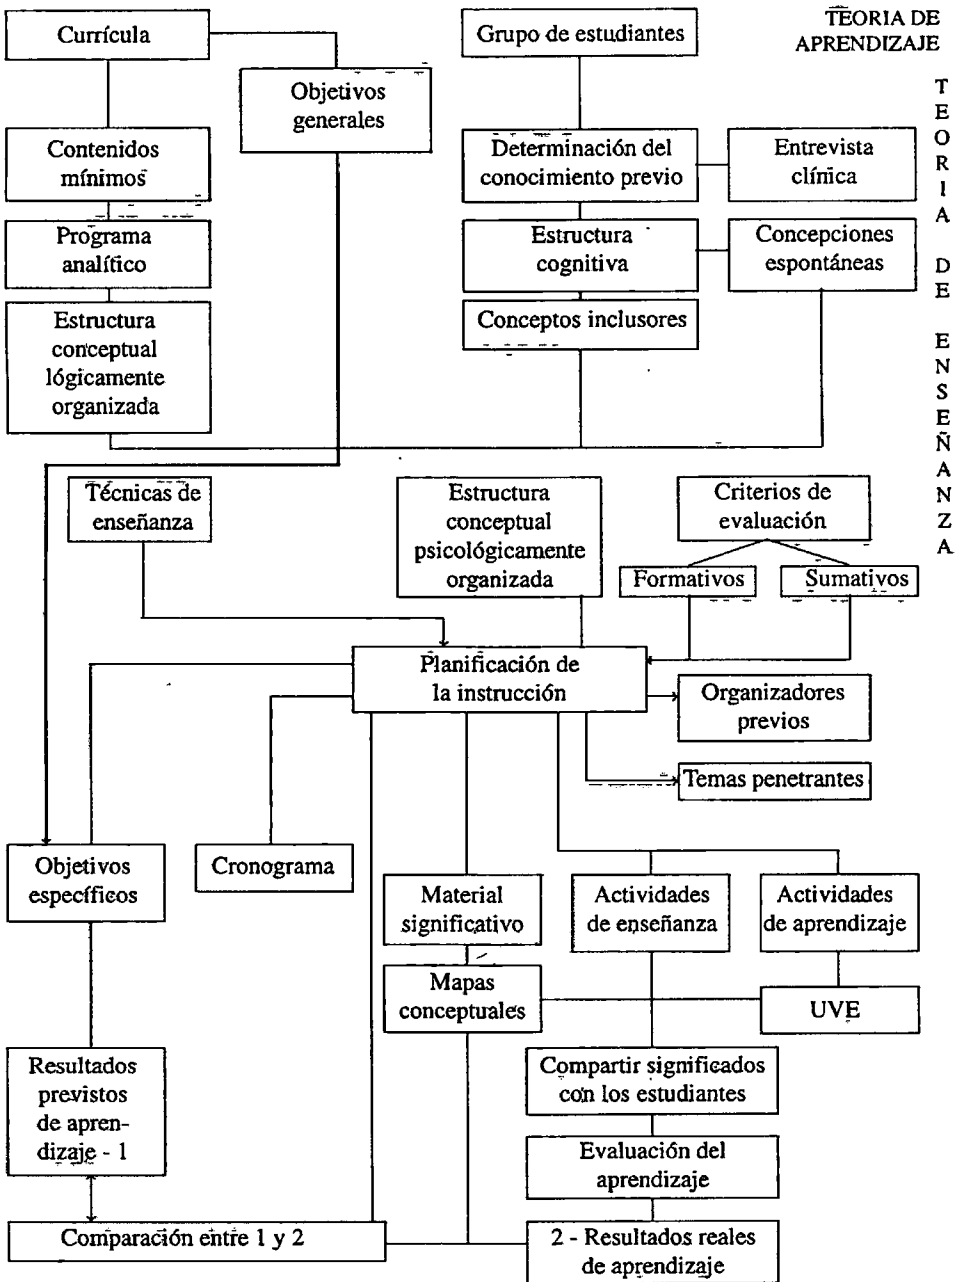 TEORIA DE
APRENDIZAJE
TEORIA DE ENSEÑANZA
Currícula
Objetivos
generales
Grupo de estudiantes
Contenidos
mínimos
Determinación del
conocimiento previo
Entrevista
clínica
Programa
analítico
Estructura
cognitiva
Concepciones
espontáneas
Estructura
conceptual
lógicamente
organizada
Conceptos inclusores
Técnicas de
enseñanza
Estructura
conceptual
psicológicamente
organizada
Criterios de
evaluación
Formativos
Sumativos
Planificación de
la instrucción
Organizadores
previos
Temas penetrantes
Objetivos
específicos
Cronograma
Material
significativo
Actividades
de enseñanza
Actividades
de aprendizaje
Mapas
conceptuales
UVE
Resultados
previstos
de apren-
dizaje - 1
Compartir significados
con los estudiantes
Evaluación del
aprendizaje
Comparación entre 1 y 2
2 - Resultados reales
de aprendizaje